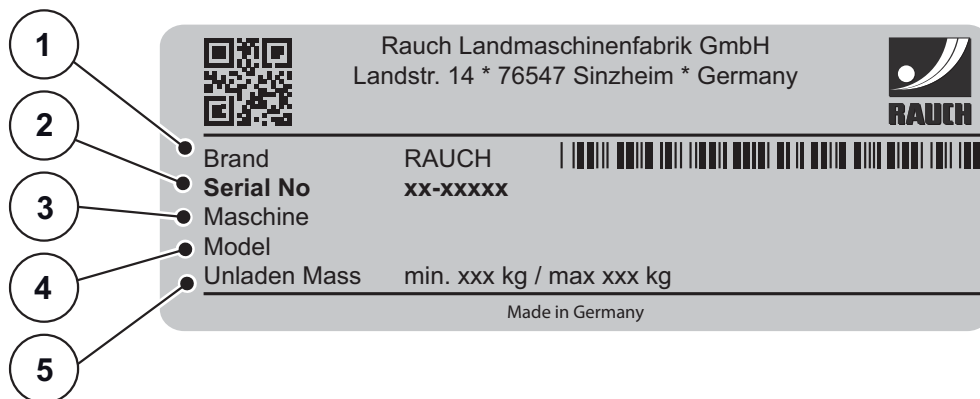 1
2
3
4
5
Rauch Landmaschinenfabrik GmbH
Landstr. 14 * 76547 Sinzheim * Germany
RAUCH
Brand RAUCH
Serial No xx-xxxxx
Maschine
Model
Unladen Mass min. xxx kg / max xxx kg
Made in Germany